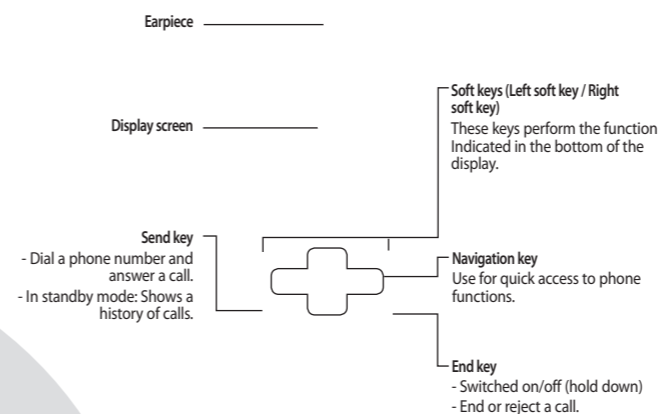 Earpiece
Display screen
Soft keys (Left soft key / Right
soft key)
These keys perform the function
Indicated in the bottom of the
display.
Send key
- Dial a phone number and
answer a call.
- In standby mode: Shows a
history of calls.
Navigation key
Use for quick access to phone
functions.
End key
- Switched on/off (hold down)
- End or reject a call.